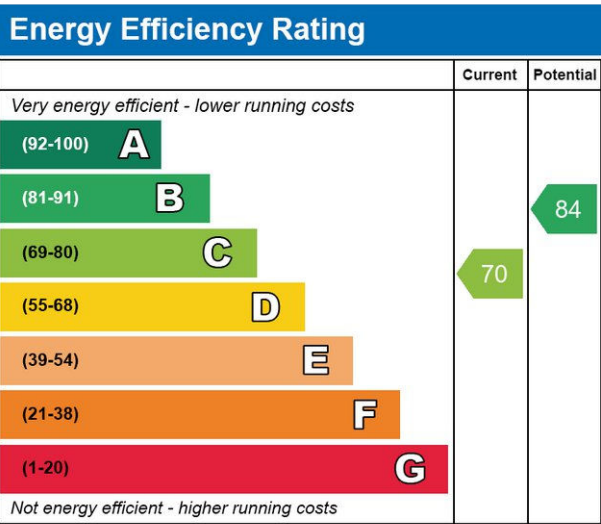 Energy Efficiency Rating
Current Potential
Very energy efficient - lower running costs
(92-100) A
(81-91) B
84
(69-80) C
70
(55-68) D
(39-54) E
(21-38) F
(1-20) G
Not energy efficient - higher running costs